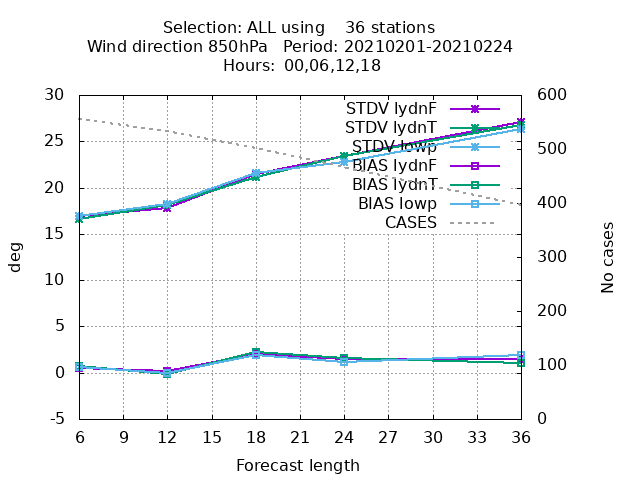 Selection: ALL using 36 stations
Wind direction 850hPa Period: 20210201-20210224
Hours: 00,06,12,18
30
25
20
15
10
5
0
-5
deg
600
500
400
300
200
100
0
No cases
STDV lydnF
STDV lydnT
STDV lowp
BIAS lydnF
BIAS lydnT
BIAS lowp
CASES
6 9 12 15 18 21 24 27 30 33 36
Forecast length